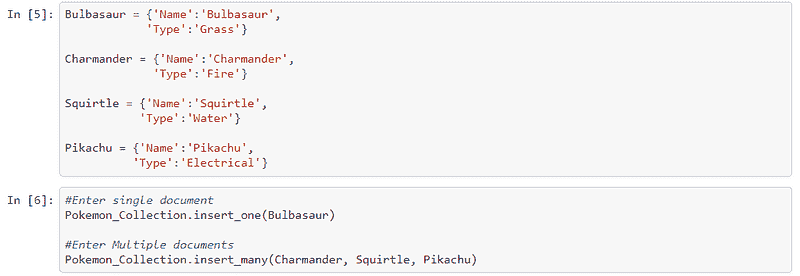 In [5]: Bulbasaur = {'Name':'Bulbasaur',
'Type':'Grass'}
Charmander = {'Name':'Charmander',
'Type':'Fire'}
Squirtle = {'Name':'Squirtle',
'Type':'Water'}
Pikachu = {'Name':'Pikachu',
'Type':'Electrical'}
In [6]: #Enter single document
Pokemon_Collection.insert_one(Bulbasaur)
#Enter Multiple documents
Pokemon_Collection.insert_many(Charmander, Squirtle, Pikachu)